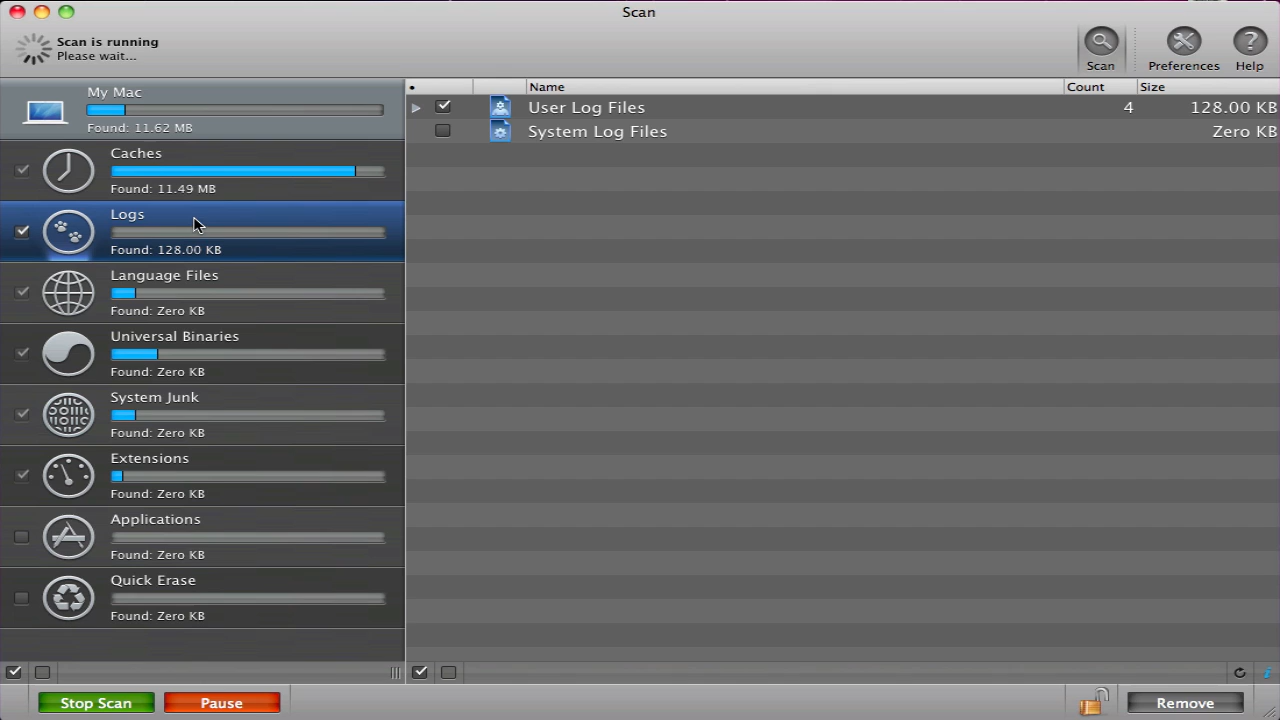 Scan
Scan is running
Please wait...
Scan
Preferences
Help
My Mac
Found: 11.62 MB
Caches
Found: 11.49 MB
Logs
Found: 128.00 KB
Language Files
Found: Zero KB
Universal Binaries
Found: Zero KB
System Junk
Found: Zero KB
Extensions
Found: Zero KB
Applications
Found: Zero KB
Quick Erase
Found: Zero KB
Name Count Size
User Log Files 4 128.00 KB
System Log Files Zero KB
Stop Scan
Pause
Remove